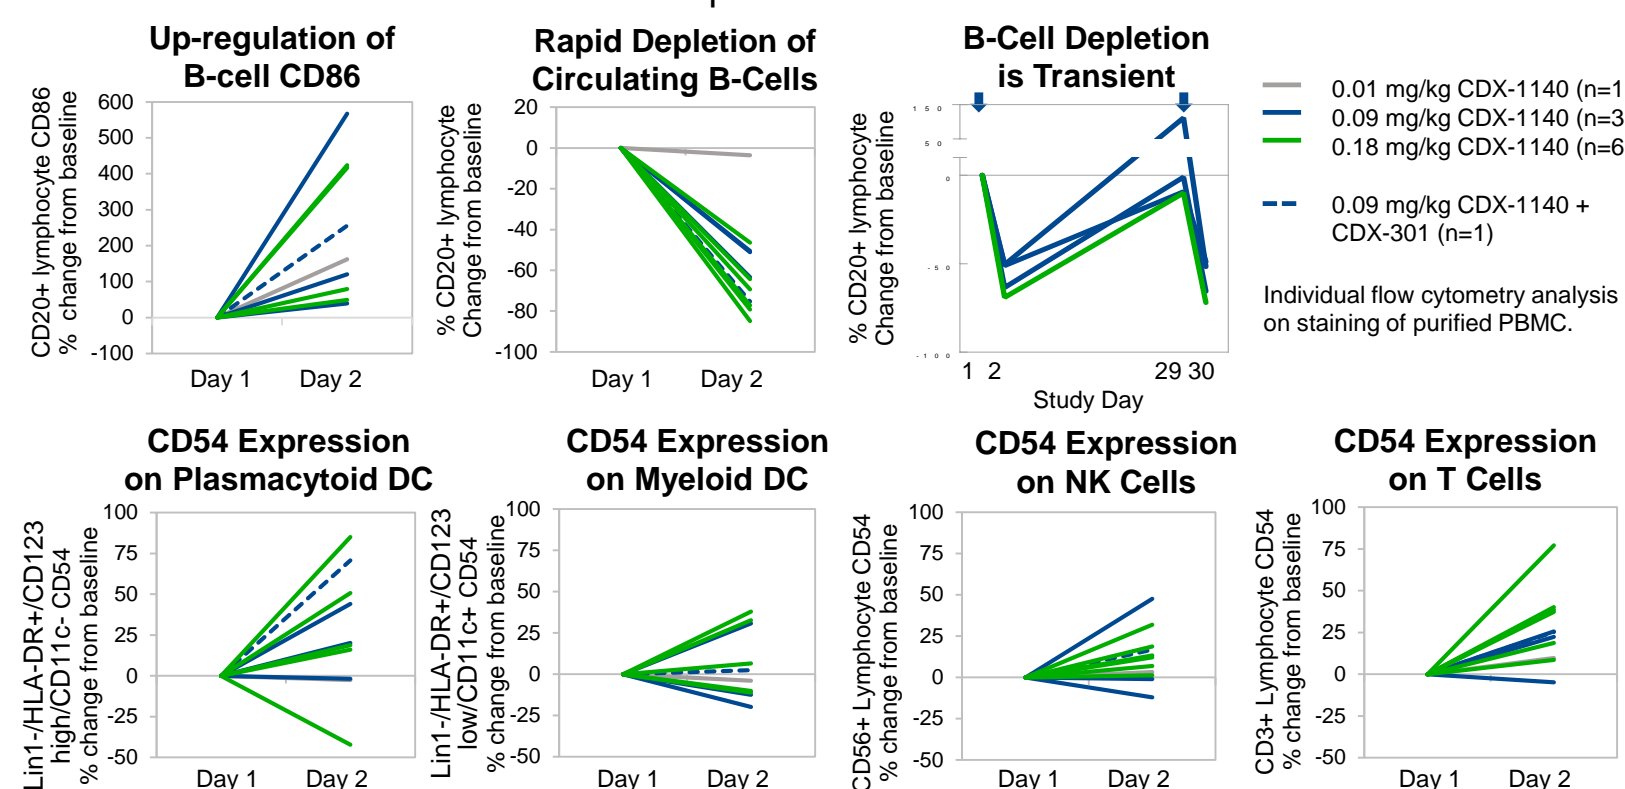 Up-regulation of
B-cell CD86
CD20+ lymphocyte CD86
% change from baseline
600
500
400
300
200
100
0
-100
Day 1 Day 2
Rapid Depletion of
Circulating B-Cells
% CD20+ lymphocyte
Change from baseline
20
0
-20
-40
-60
-80
-100
Day 1 Day 2
B-Cell Depletion
is Transient
% CD20+ lymphocyte
Change from baseline
150
50
0
-50
-100
1 2 29 30
Study Day
0.01 mg/kg CDX-1140 (n=1
0.09 mg/kg CDX-1140 (n=3
0.18 mg/kg CDX-1140 (n=6
0.09 mg/kg CDX-1140 +
CDX-301 (n=1)
Individual flow cytometry analysis
on staining of purified PBMC.
CD54 Expression
on Plasmacytoid DC
Lin1-/HLA-DR+/CD123
high/CD11c- CD54
% change from baseline
100
75
50
25
0
-25
-50
Day 1 Day 2
CD54 Expression
on Myeloid DC
Lin1-/HLA-DR+/CD123
low/CD11c+ CD54
% change from baseline
100
75
50
25
0
-25
-50
Day 1 Day 2
CD54 Expression
on NK Cells
CD56+ Lymphocyte CD54
% change from baseline
100
75
50
25
0
-25
-50
Day 1 Day 2
CD54 Expression
on T Cells
CD3+ Lymphocyte CD54
% change from baseline
100
75
50
25
0
-25
-50
Day 1 Day 2